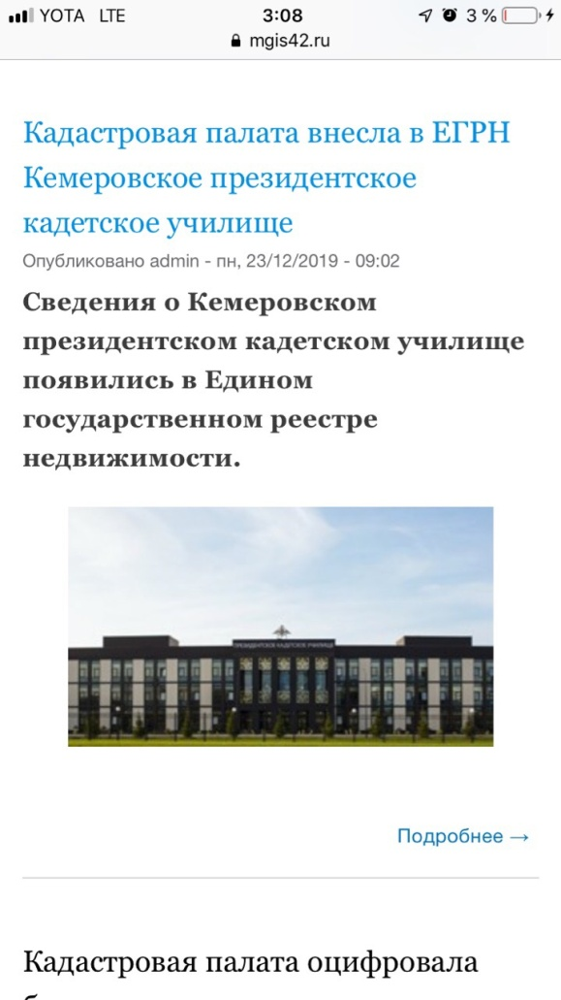 YOTA LTE 3:08 3 %
mgis42.ru
Кадастровая палата внесла в ЕГРН
Кемеровское президентское
кадетское училище
Опубликовано admin - пн, 23/12/2019 - 09:02
Сведения о Кемеровском
президентском кадетском училище
появились в Едином
государственном реестре
недвижимости.
ПРЕЗИДЕНТСКОЕ КАДЕТСКОЕ УЧИЛИЩЕ
Подробнее →
Кадастровая палата оцифровала